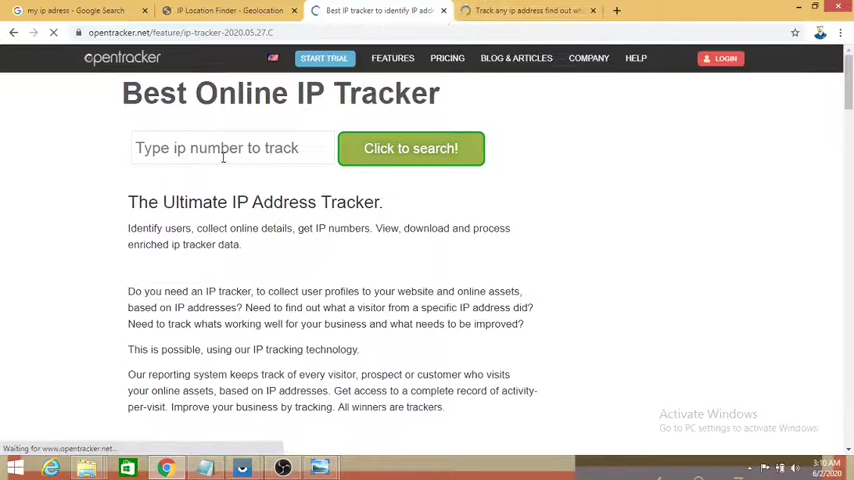 my ip adress - Google Search
IP Location Finder - Geolocation
Best IP tracker to identify IP addr
Track any ip address find out wh
opentracker.net/feature/ip-tracker-2020.05.27.C
opentracker
START TRIAL
FEATURES
PRICING
BLOG & ARTICLES
COMPANY
HELP
LOGIN
Best Online IP Tracker
Type ip number to track
Click to search!
The Ultimate IP Address Tracker.
Identify users, collect online details, get IP numbers. View, download and process
enriched ip tracker data.
Do you need an IP tracker, to collect user profiles to your website and online assets,
based on IP addresses? Need to find out what a visitor from a specific IP address did?
Need to track whats working well for your business and what needs to be improved?
This is possible, using our IP tracking technology.
Our reporting system keeps track of every visitor, prospect or customer who visits
your online assets, based on IP addresses. Get access to a complete record of activity-
per-visit. Improve your business by tracking. All winners are trackers.
Activate Windows
Go to PC settings to activate Windows.
Waiting for www.opentracker.net...
3:10 AM
6/2/2020